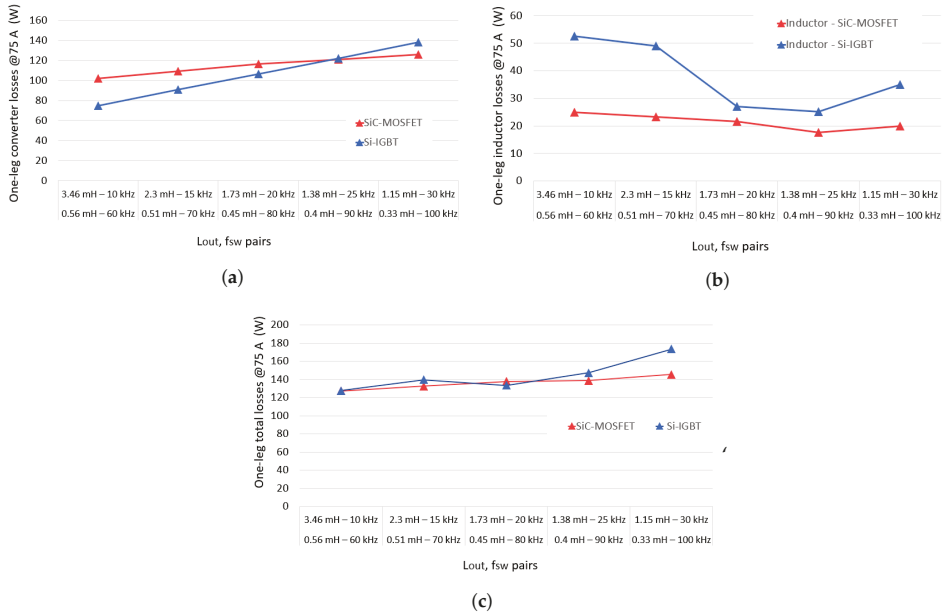 One-leg converter losses @75 A (W)
160
140
120
100
80
60
40
20
0
SiC-MOSFET
Si-IGBT
3.46 mH – 10 kHz 2.3 mH – 15 kHz 1.73 mH – 20 kHz 1.38 mH – 25 kHz 1.15 mH – 30 kHz
0.56 mH – 60 kHz 0.51 mH – 70 kHz 0.45 mH – 80 kHz 0.4 mH – 90 kHz 0.33 mH – 100 kHz
Lout, fsw pairs
(a)
One-leg inductor losses @75 A (W)
60
50
40
30
20
10
0
Inductor - SiC-MOSFET
Inductor - Si-IGBT
3.46 mH – 10 kHz 2.3 mH – 15 kHz 1.73 mH – 20 kHz 1.38 mH – 25 kHz 1.15 mH – 30 kHz
0.56 mH – 60 kHz 0.51 mH – 70 kHz 0.45 mH – 80 kHz 0.4 mH – 90 kHz 0.33 mH – 100 kHz
Lout, fsw pairs
(b)
One-leg total losses @75 A (W)
200
180
160
140
120
100
80
60
40
20
0
SiC-MOSFET Si-IGBT
3.46 mH – 10 kHz 2.3 mH – 15 kHz 1.73 mH – 20 kHz 1.38 mH – 25 kHz 1.15 mH – 30 kHz
0.56 mH – 60 kHz 0.51 mH – 70 kHz 0.45 mH – 80 kHz 0.4 mH – 90 kHz 0.33 mH – 100 kHz
Lout, fsw pairs
(c)